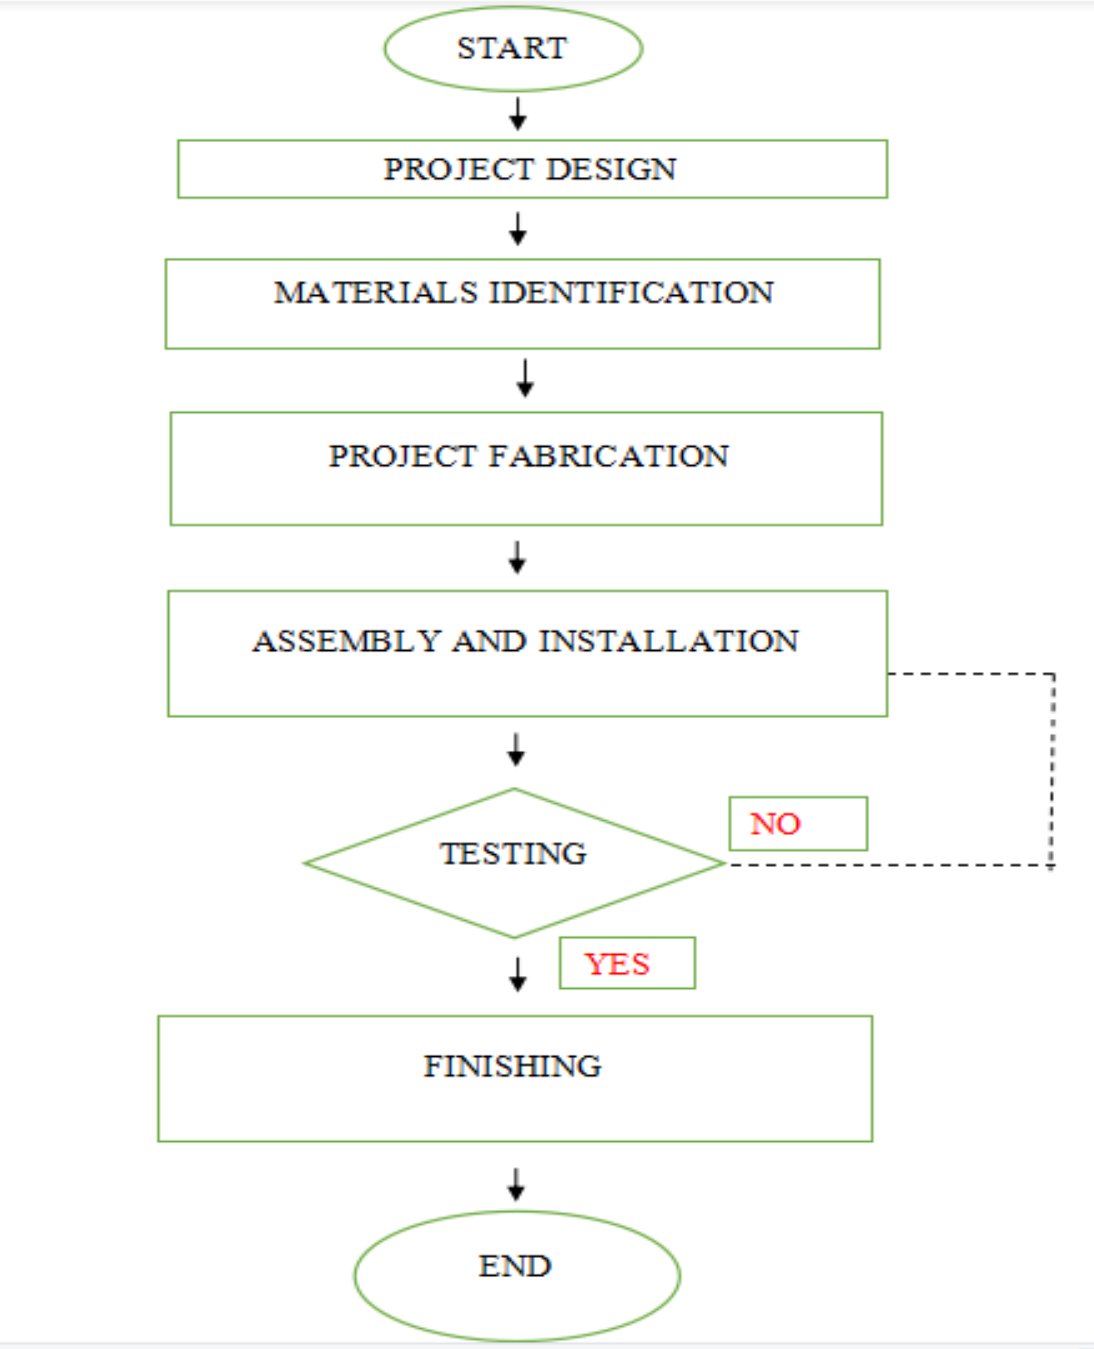 START
PROJECT DESIGN
MATERIALS IDENTIFICATION
PROJECT FABRICATION
ASSEMBLY AND INSTALLATION
TESTING
NO
YES
FINISHING
END